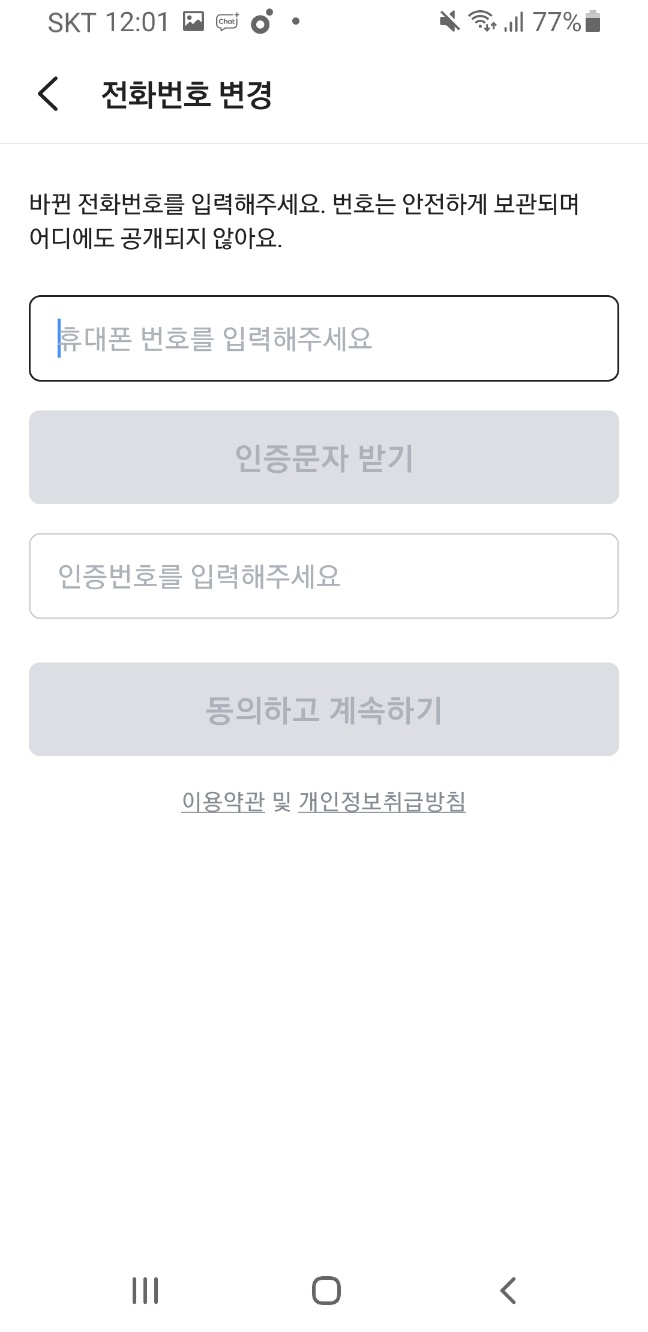 SKT 12:01 Chat 77%
전화번호 변경
바뀐 전화번호를 입력해주세요. 번호는 안전하게 보관되며
어디에도 공개되지 않아요.
휴대폰 번호를 입력해주세요
인증문자 받기
인증번호를 입력해주세요
동의하고 계속하기
이용약관 및 개인정보취급방침